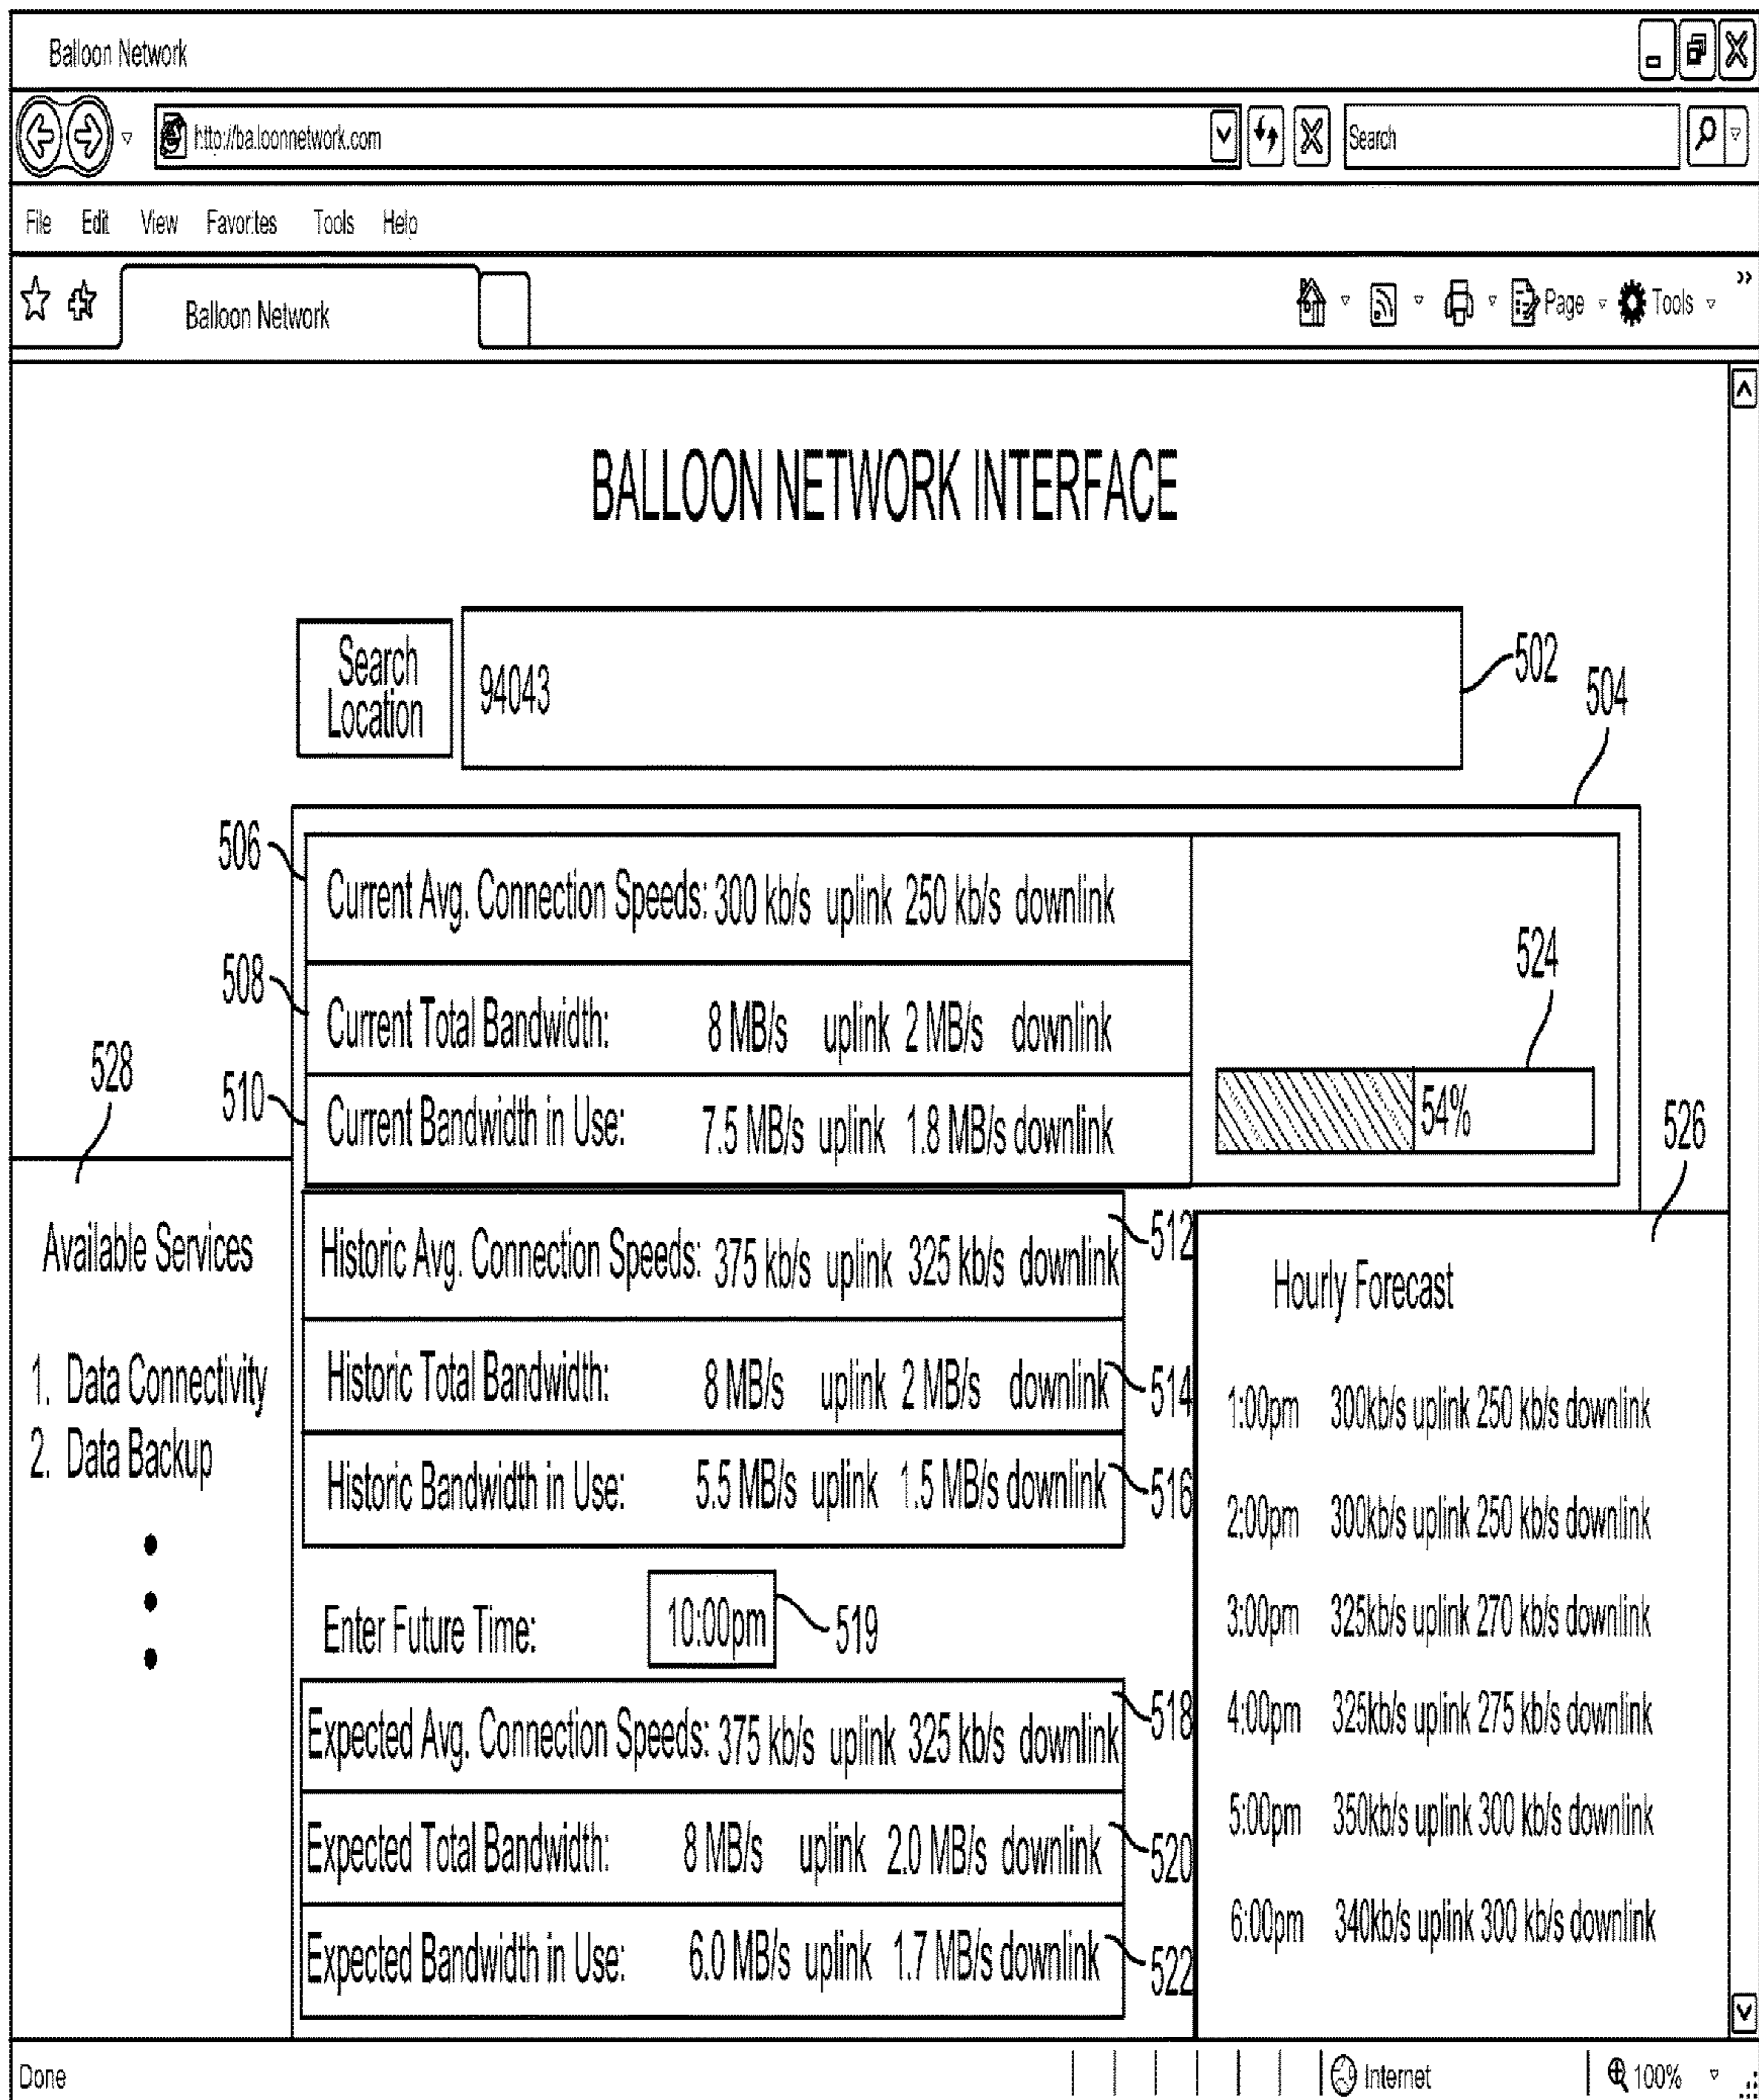 Balloon Network
http://ba.loonnetwork.com
Search
File Edit View Favor.tes Tools Help
Balloon Network
Page Tools
BALLOON NETWORK INTERFACE
Search
Location
94043
502
504
506
Current Avg. Connection Speeds: 300 kb/s uplink 250 kb/s downlink
508
Current Total Bandwidth: 8 MB/s uplink 2 MB/s downlink
524
510
Current Bandwidth in Use: 7.5 MB/s uplink 1.8 MB/s downlink
54%
528
Available Services
1. Data Connectivity
2. Data Backup
Historic Avg. Connection Speeds: 375 kb/s uplink 325 kb/s downlink
512
Historic Total Bandwidth: 8 MB/s uplink 2 MB/s downlink
514
Historic Bandwidth in Use: 5.5 MB/s uplink 1.5 MB/s downlink
516
Enter Future Time: 10:00pm
519
Expected Avg. Connection Speeds: 375 kb/s uplink 325 kb/s downlink
518
Expected Total Bandwidth: 8 MB/s uplink 2.0 MB/s downlink
520
Expected Bandwidth in Use: 6.0 MB/s uplink 1.7 MB/s downlink
522
526
Hourly Forecast
1:00pm 300kb/s uplink 250 kb/s downlink
2:00pm 300kb/s uplink 250 kb/s downlink
3:00pm 325kb/s uplink 270 kb/s downlink
4:00pm 325kb/s uplink 275 kb/s downlink
5:00pm 350kb/s uplink 300 kb/s downlink
6:00pm 340kb/s uplink 300 kb/s downlink
Done
Internet
100%